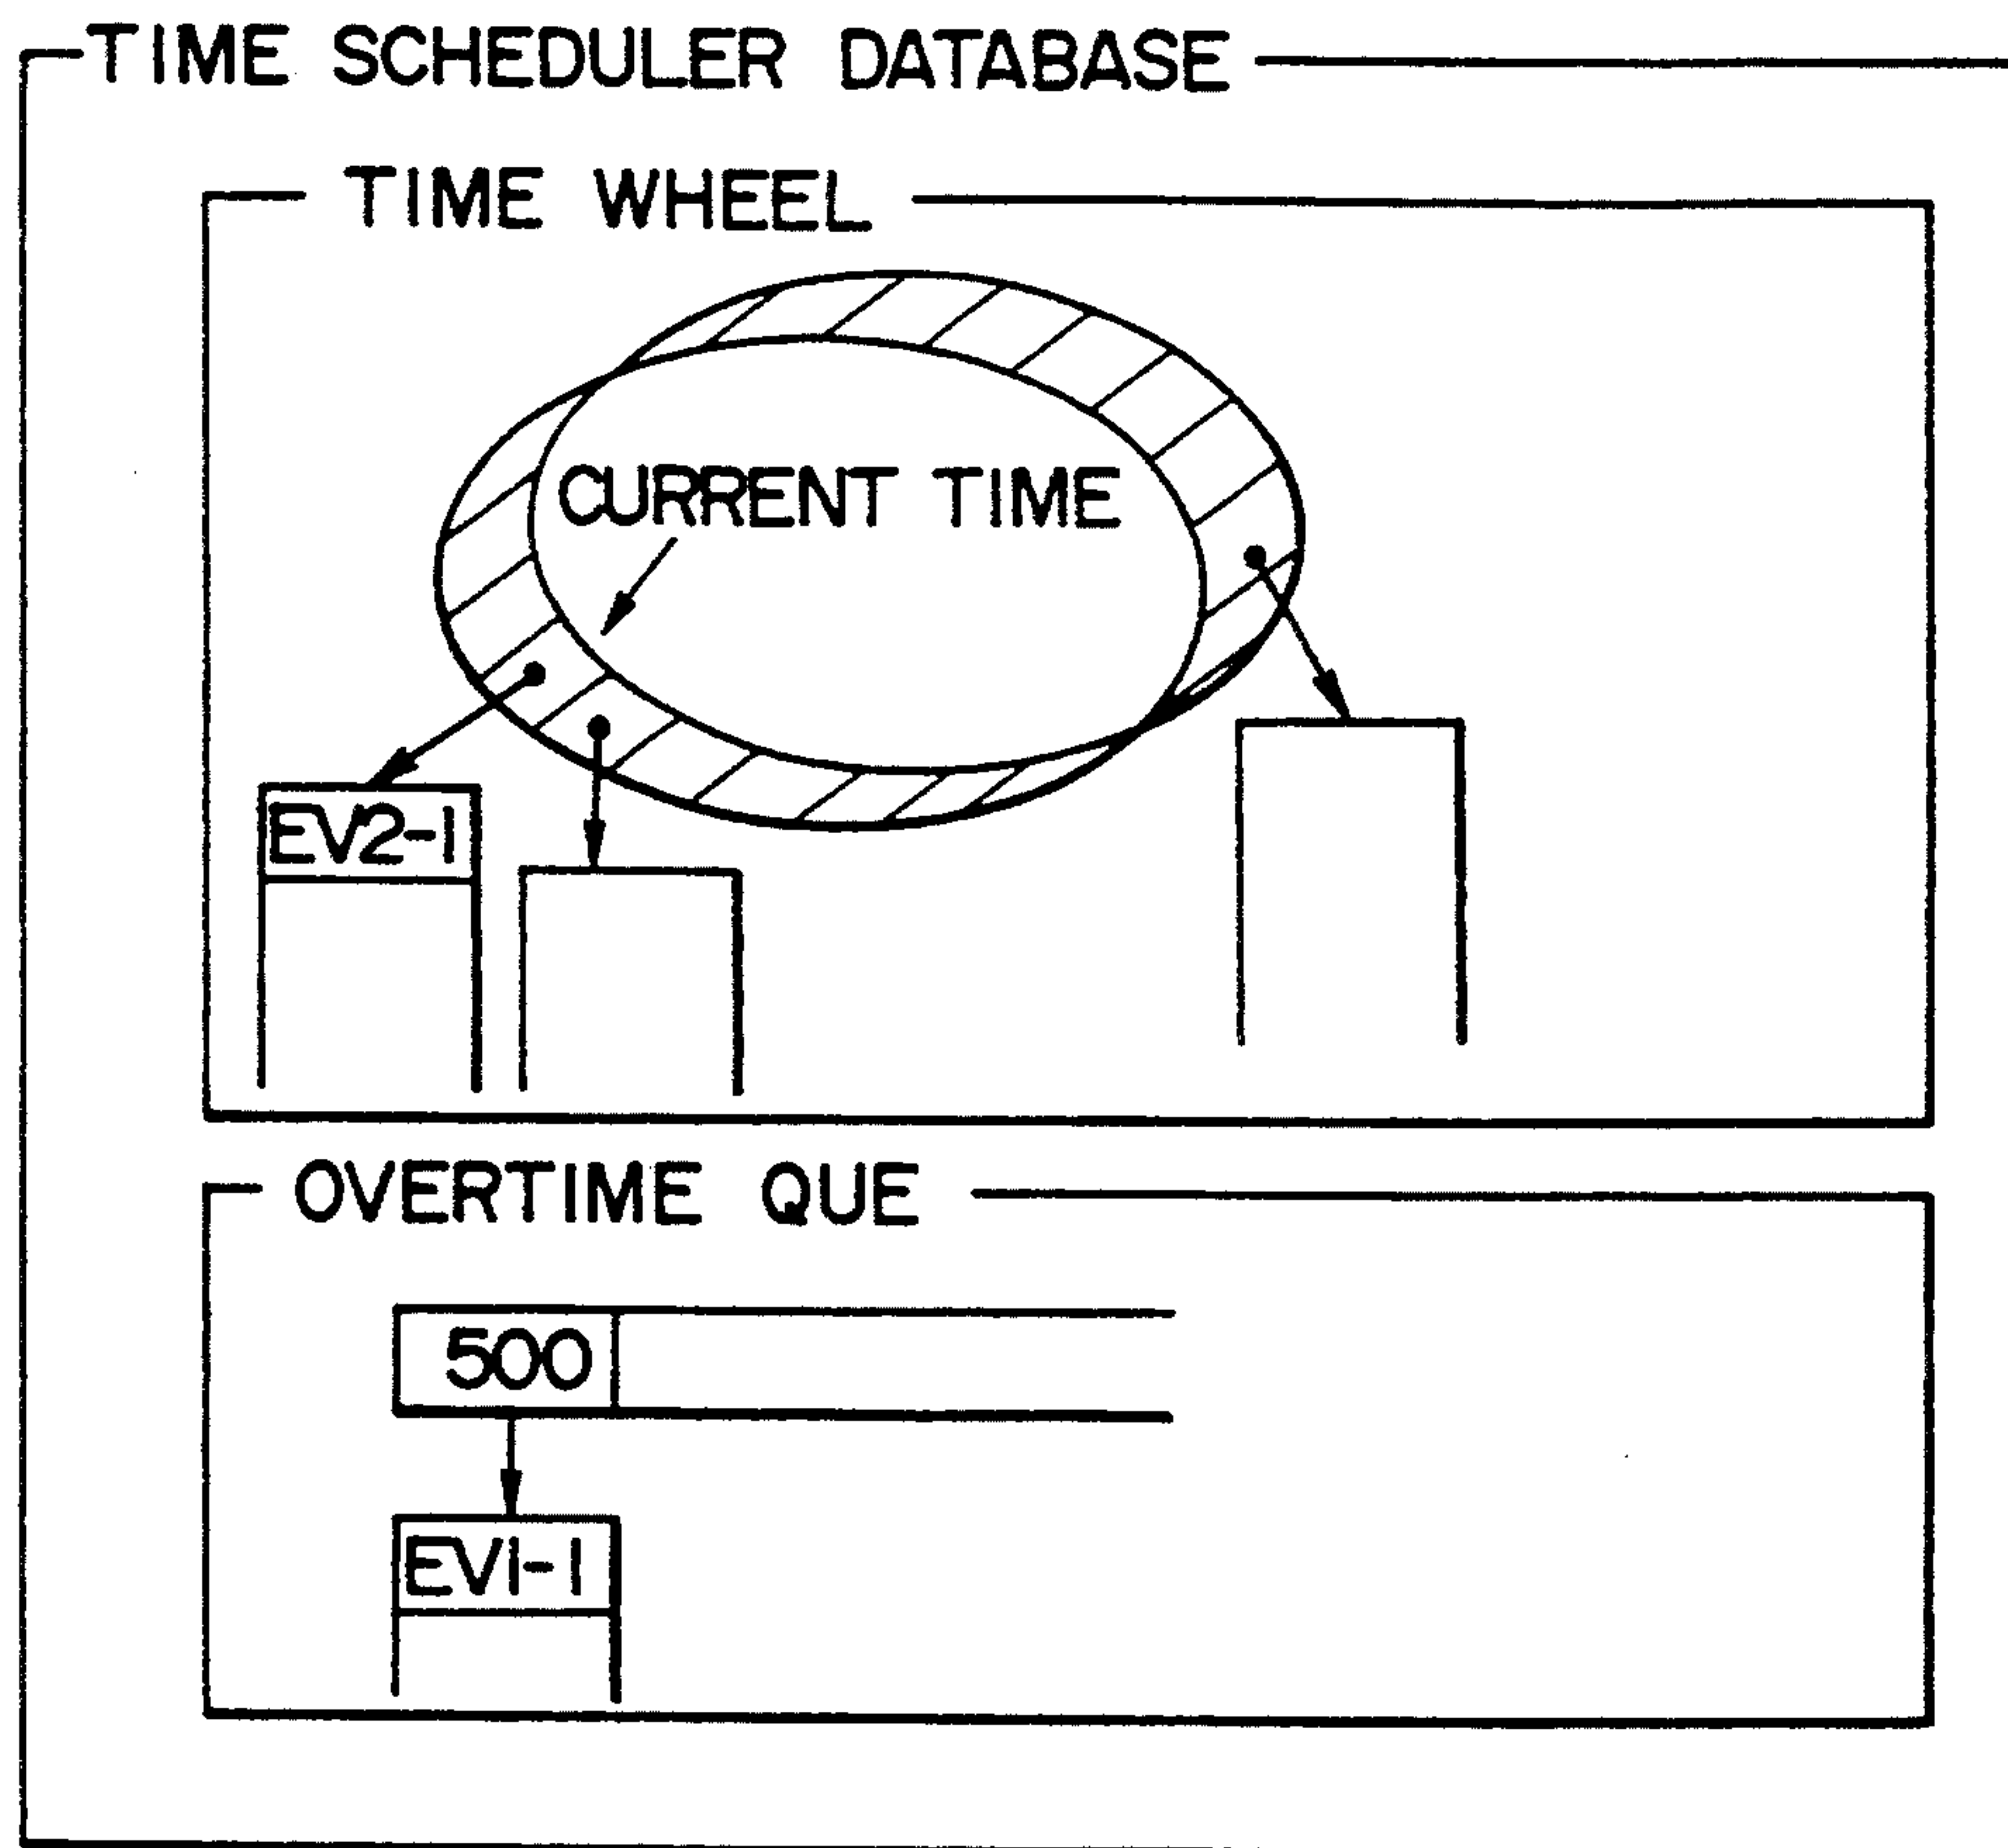 TIME SCHEDULER DATABASE
TIME WHEEL
CURRENT TIME
EV2-1
OVERTIME QUE
500
EV1-1